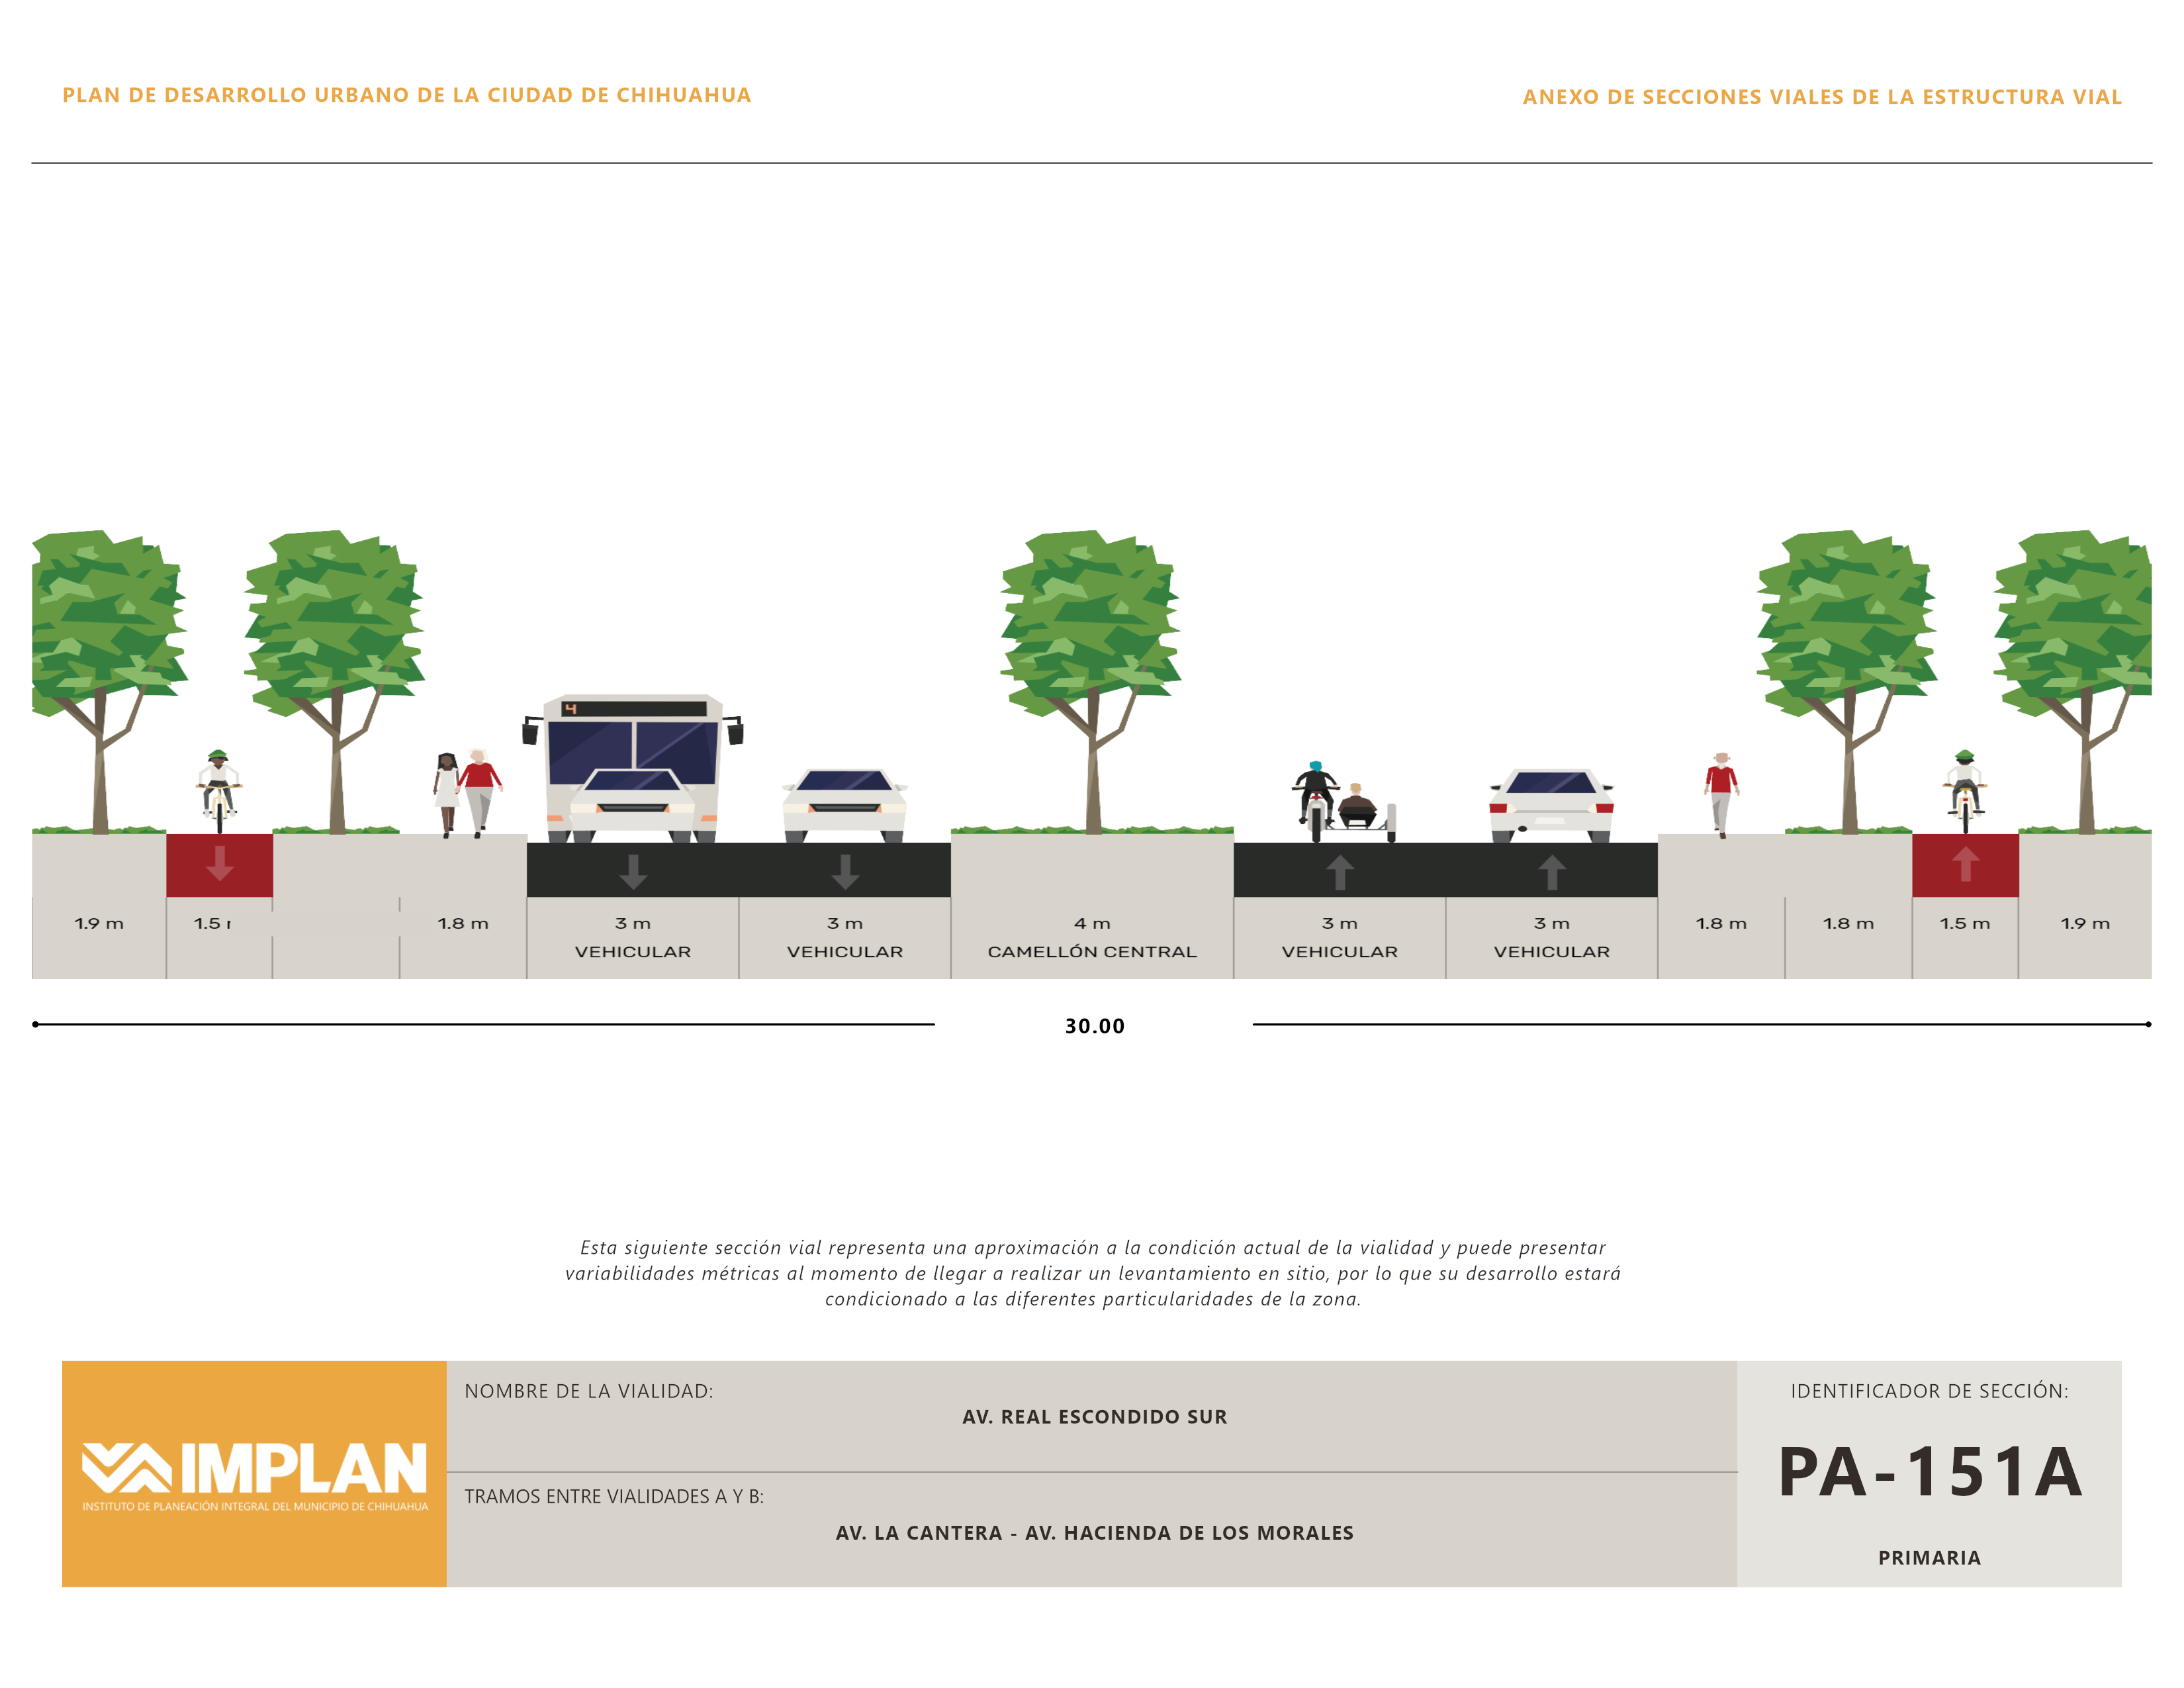 PLAN DE DESARROLLO URBANO DE LA CIUDAD DE CHIHUAHUA
ANEXO DE SECCIONES VIALES DE LA ESTRUCTURA VIAL
4
1.9 m
1.5
1.8 m
3 m
VEHICULAR
3 m
VEHICULAR
4 m
CAMELLÓN CENTRAL
3 m
VEHICULAR
3 m
VEHICULAR
1.8 m
1.8 m
1.5 m
1.9 m
30.00
Esta siguiente sección vial representa una aproximación a la condición actual de la vialidad y puede presentar
variabilidades métricas al momento de llegar a realizar un levantamiento en sitio, por lo que su desarrollo estará
condicionado a las diferentes particularidades de la zona.
IMPLAN
INSTITUTO DE PLANEACIÓN INTEGRAL DEL MUNICIPIO DE CHIHUAHUA
NOMBRE DE LA VIALIDAD:
AV. REAL ESCONDIDO SUR
TRAMOS ENTRE VIALIDADES A Y B:
AV. LA CANTERA - AV. HACIENDA DE LOS MORALES
IDENTIFICADOR DE SECCIÓN:
PA-151A
PRIMARIA